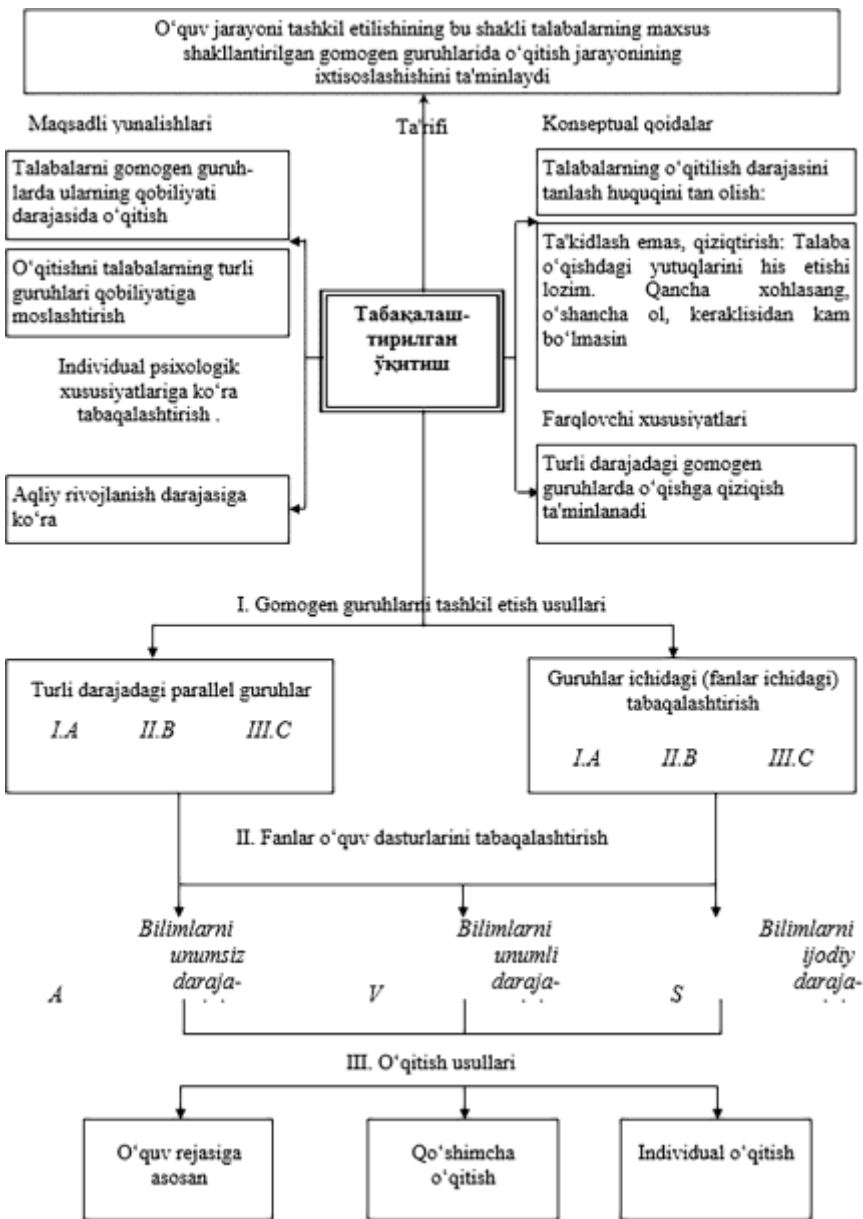 O‘quv jarayoni tashkil etilishining bu shakli talabalarning maxsus
shakllantirilgan gomogen guruhlarida o‘qitish jarayonining
ixtisoslashishini ta'minlaydi
Maqsadli yunalishlari
Ta'rifi
Konseptual qoidalar
Talabalarni gomogen guruh-
larda ularning qobiliyati
darajasida o‘qitish
O‘qitishni talabalarning turli
guruhlari qobiliyatiga
moslashtirish
Individual psixologik
xususiyatlariga ko‘ra
tabaqalashtirish .
Aqliy rivojlanish darajasiga
ko‘ra
Табақалаш-
тирилган
ўқитиш
Talabalarning o‘qitilish darajasini
tanlash huquqini tan olish:
Ta'kidlash emas, qiziqtirish: Talaba
o‘qishdagi yutuqlarini his etishi
lozim. Qancha xohlasang,
o‘shancha ol, keraklisidan kam
bo‘lmasin
Farqlovchi xususiyatlari
Turli darajadagi gomogen
guruhlarda o‘qishga qiziqish
ta'minlanadi
I. Gomogen guruhlarni tashkil etish usullari
Turli darajadagi parallel guruhlar
I.A II.B III.C
Guruhlar ichidagi (fanlar ichidagi)
tabaqalashtirish
I.A II.B III.C
II. Fanlar o‘quv dasturlarini tabaqalashtirish
A
Bilimlarni
unumsiz
daraja-
V
Bilimlarni
unumli
daraja-
S
Bilimlarni
ijodiy
daraja-
III. O‘qitish usullari
O‘quv rejasiga
asosan
Qo‘shimcha
o‘qitish
Individual o‘qitish